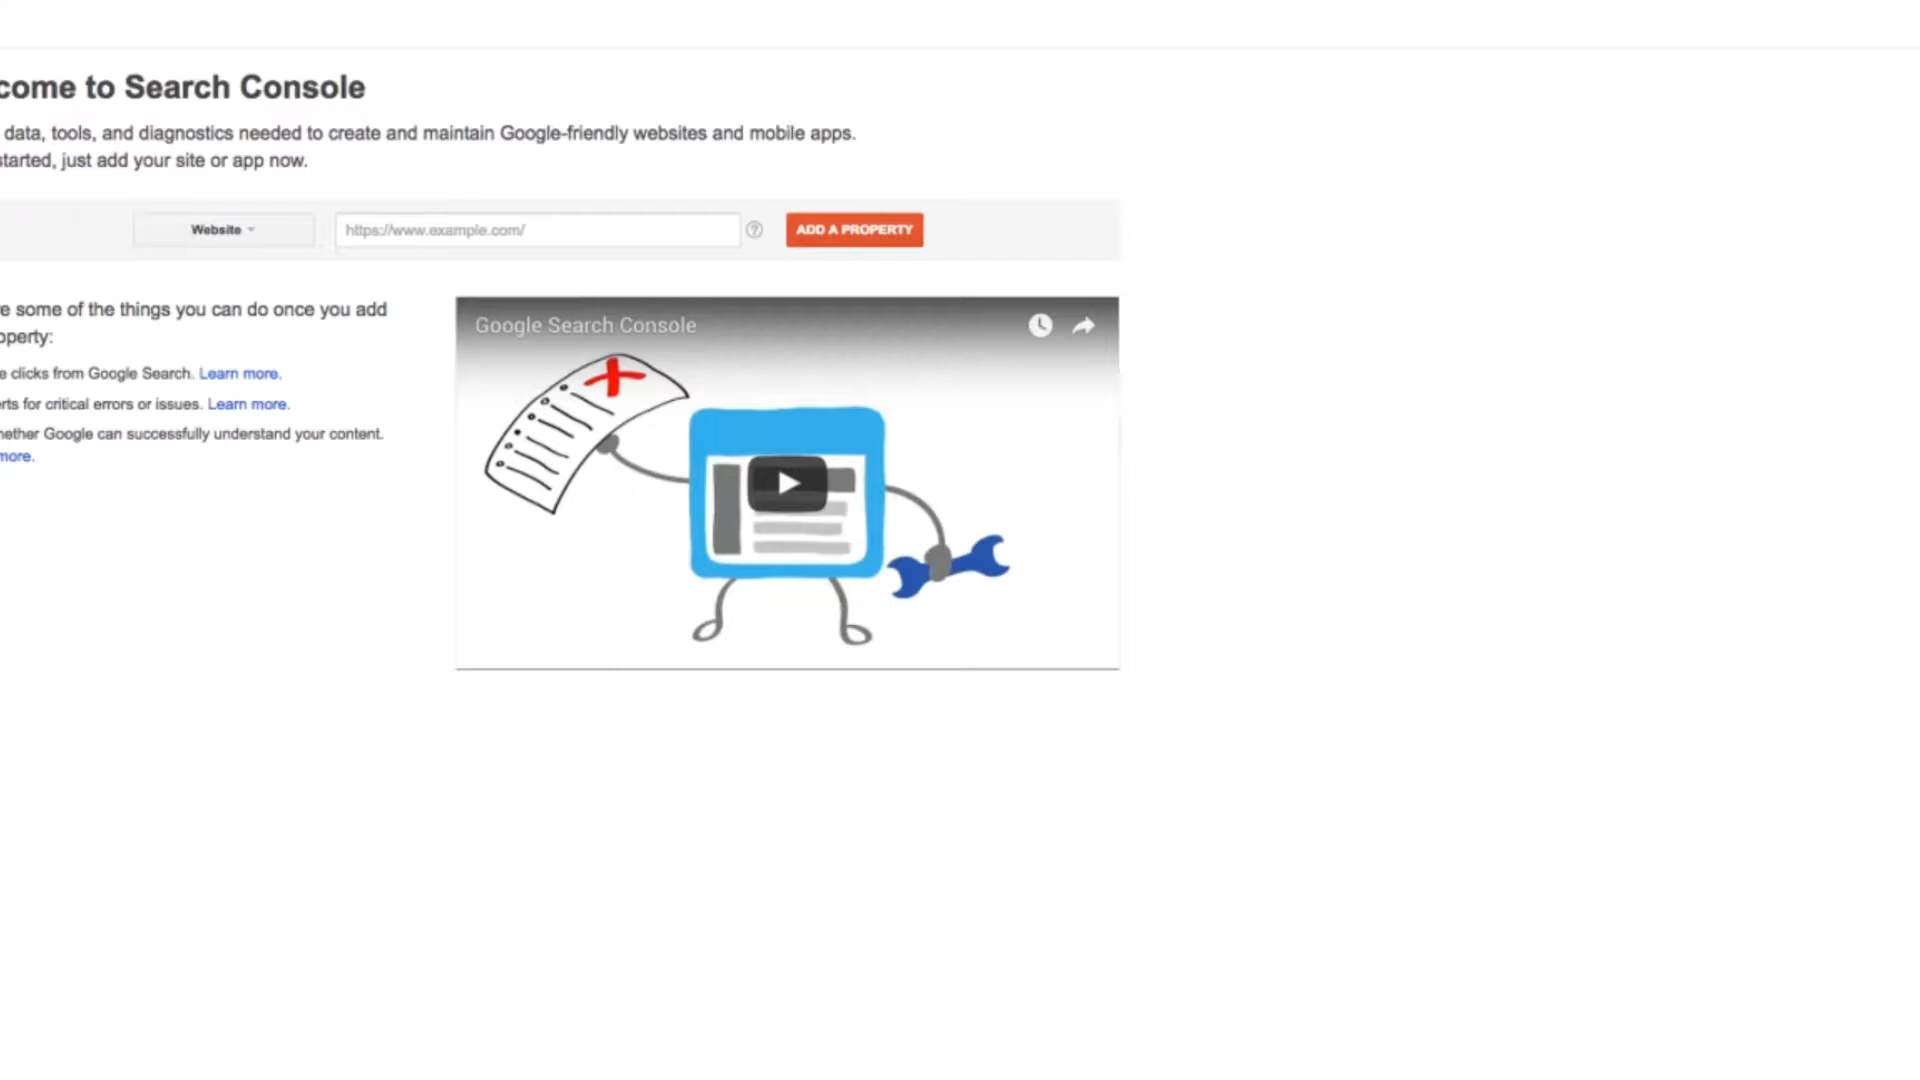 come to Search Console
data, tools, and diagnostics needed to create and maintain Google-friendly websites and mobile apps.
started, just add your site or app now.
Website
https://www.example.com/
?
ADD A PROPERTY
e some of the things you can do once you add
operty:
e clicks from Google Search. Learn more.
rts for critical errors or issues. Learn more.
hether Google can successfully understand your content.
more.
Google Search Console